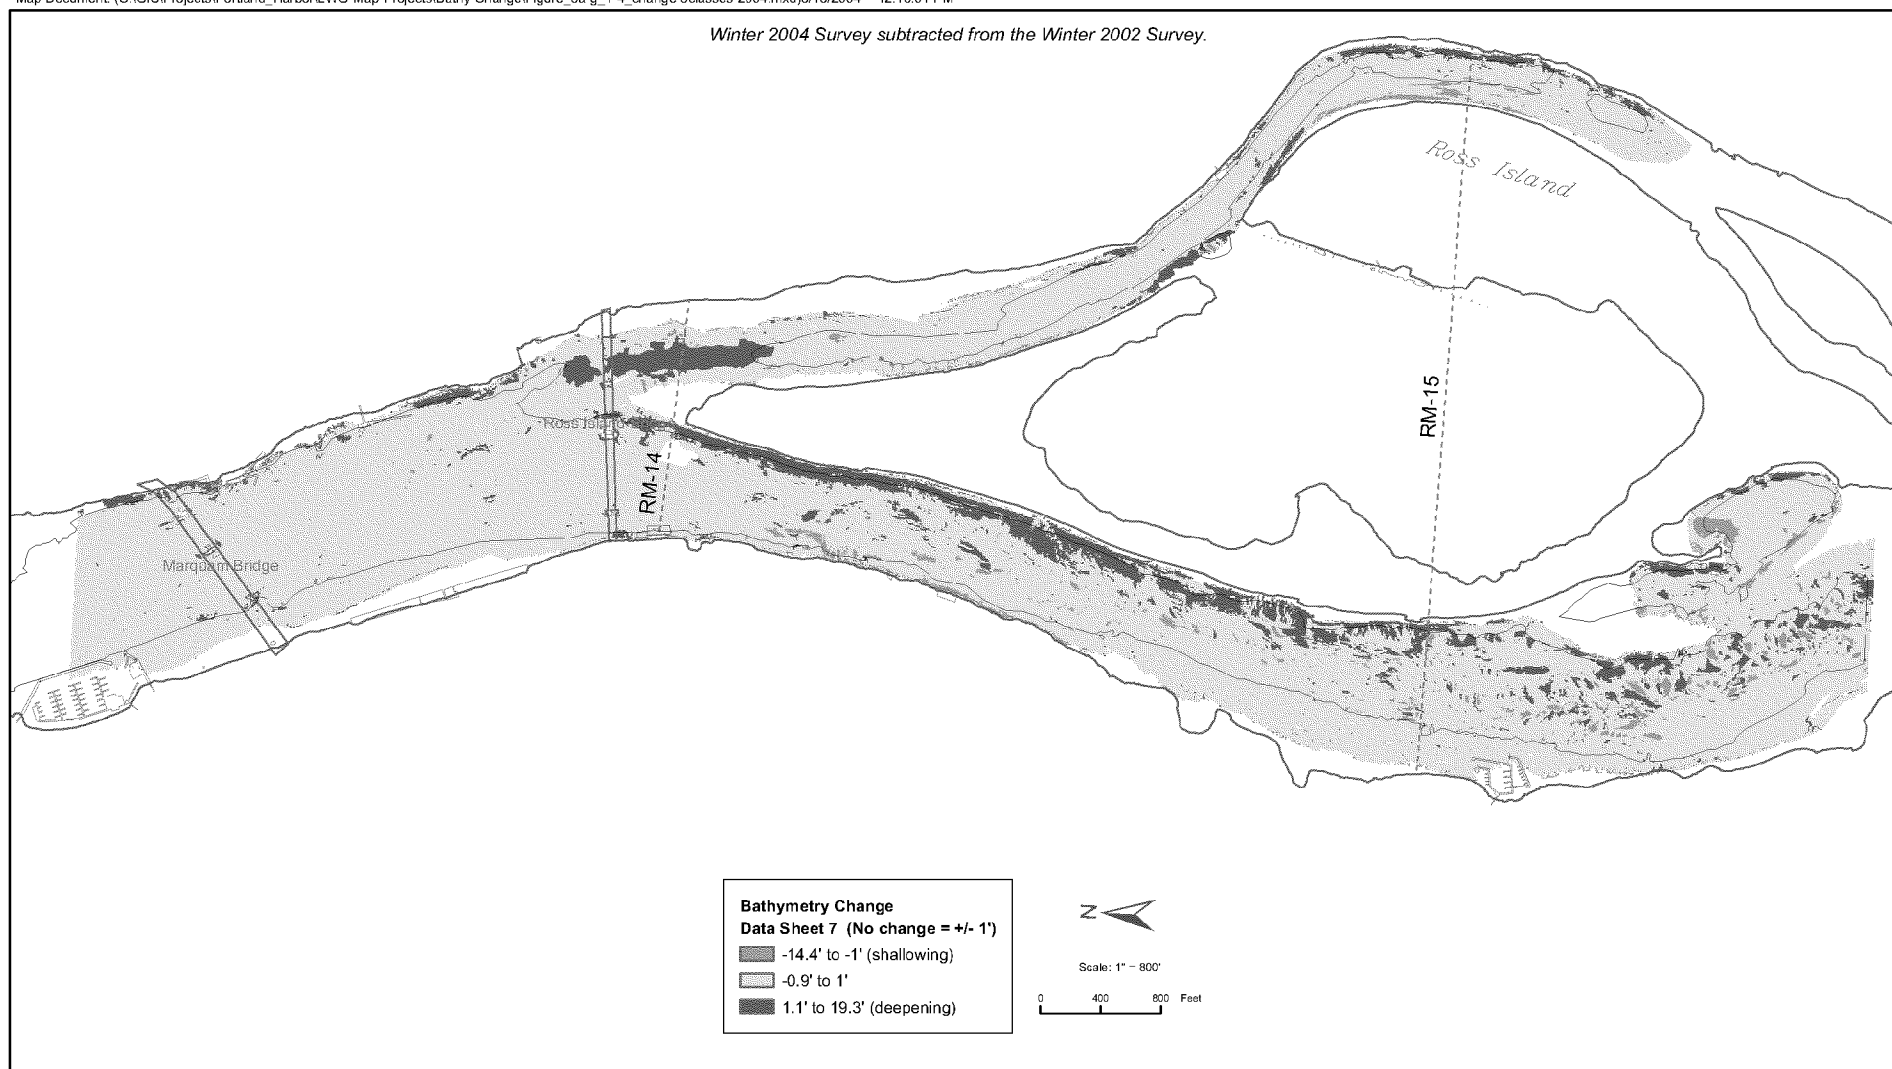 Winter 2004 Survey subtracted from the Winter 2002 Survey.
Ross Island
RM-15
Ross Island
RM-14
Marquam Bridge
Bathymetry Change
Data Sheet 7 (No change = +/- 1')
-14.4' to -1' (shallowing)
-0.9' to 1'
1.1' to 19.3' (deepening)
N
Scale: 1" = 800'
0 400 800 Feet